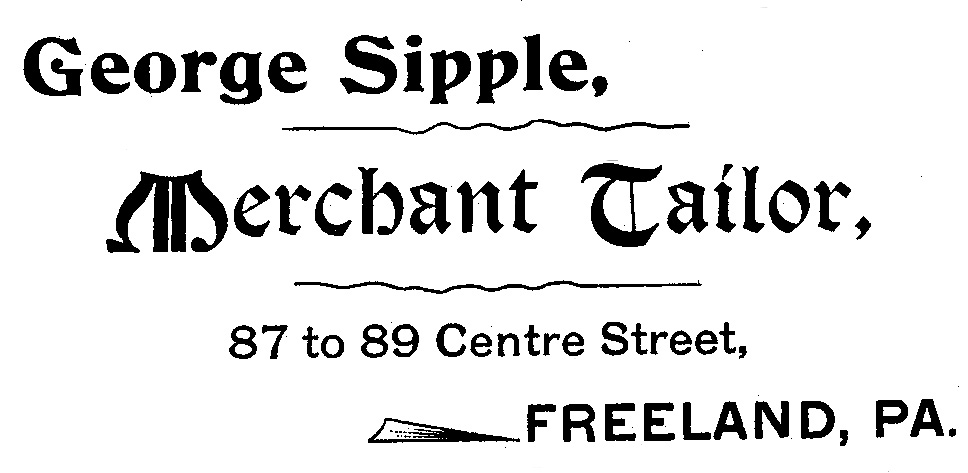 George Sipple,
Merchant Tailor,
87 to 89 Centre Street,
FREELAND, PA.